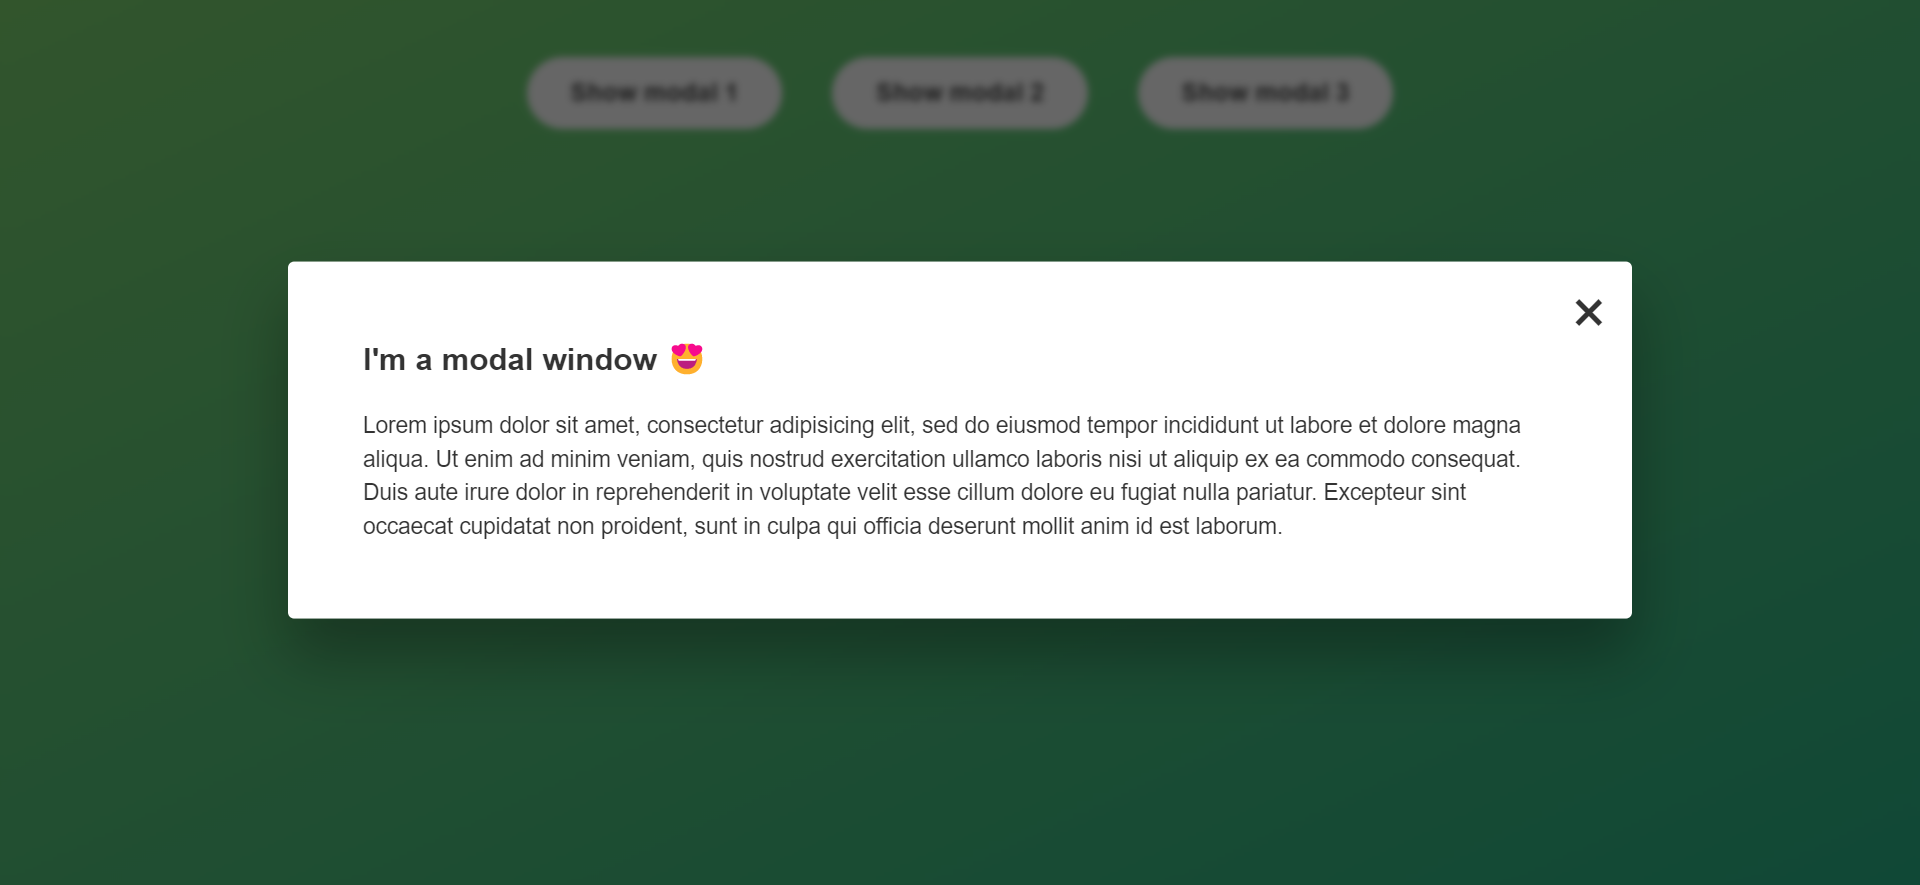 Show modal 1 Show modal 2 Show modal 3
×
I'm a modal window 😍
Lorem ipsum dolor sit amet, consectetur adipisicing elit, sed do eiusmod tempor incididunt ut labore et dolore magna
aliqua. Ut enim ad minim veniam, quis nostrud exercitation ullamco laboris nisi ut aliquip ex ea commodo consequat.
Duis aute irure dolor in reprehenderit in voluptate velit esse cillum dolore eu fugiat nulla pariatur. Excepteur sint
occaecat cupidatat non proident, sunt in culpa qui officia deserunt mollit anim id est laborum.